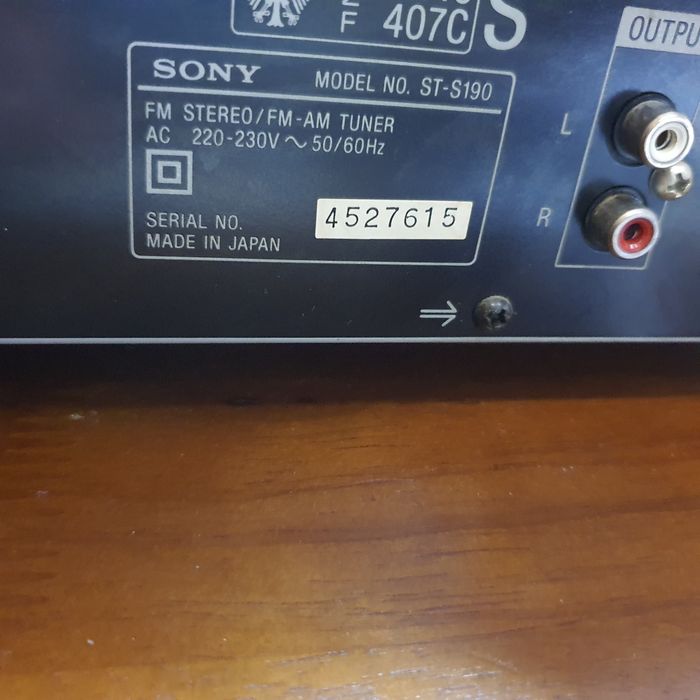 F 407C S
OUTPU
SONY MODEL NO. ST-S190
FM STEREO/FM-AM TUNER
AC 220-230V ~ 50/60Hz
SERIAL NO. 4527615
MADE IN JAPAN
L
R